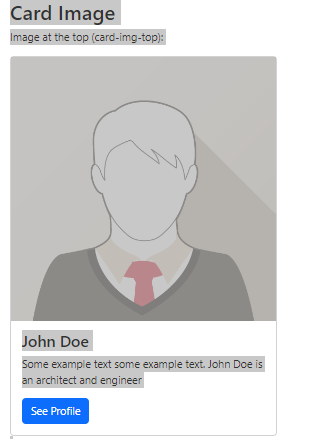 Card Image
Image at the top (card-img-top):
John Doe
Some example text some example text. John Doe is
an architect and engineer
See Profile